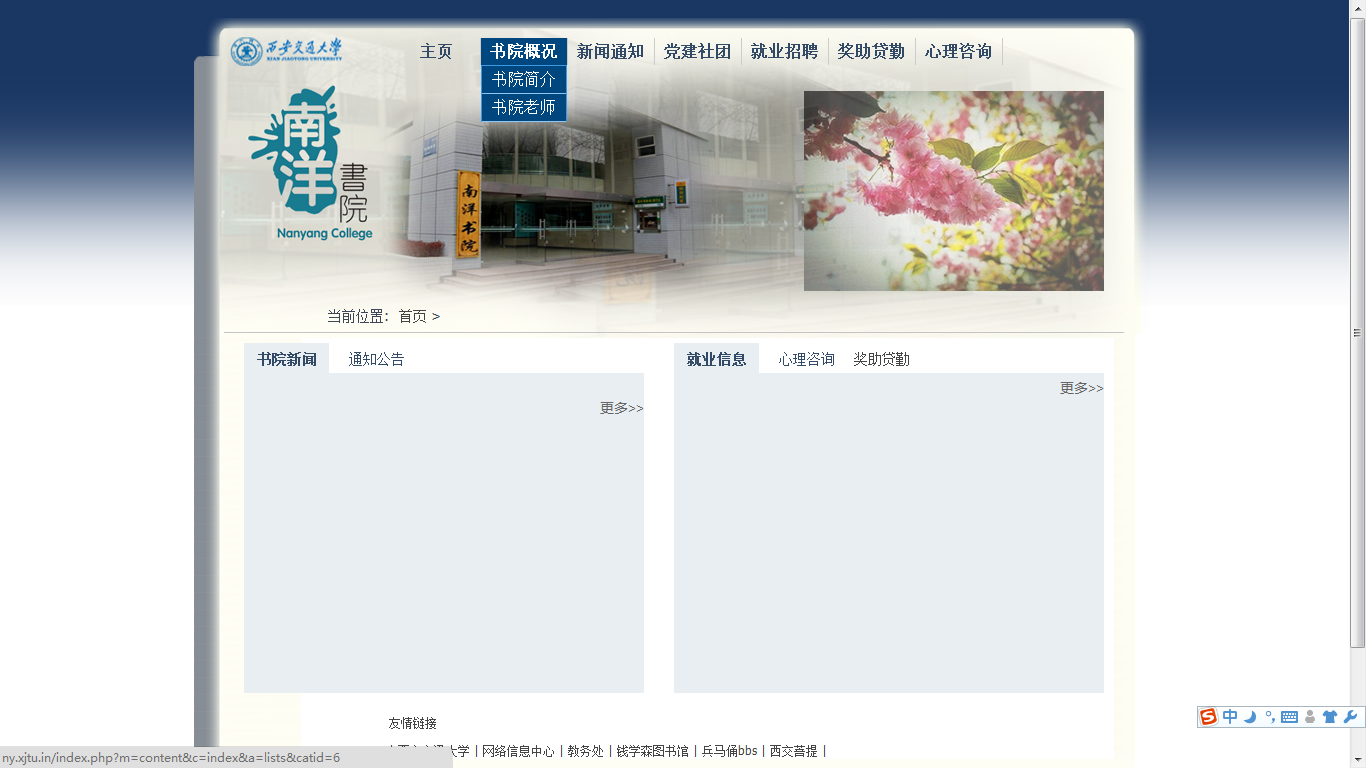 西安交通大学
XI'AN JIAOTONG UNIVERSITY
主页 书院概况 新闻通知 党建社团 就业招聘 奖助贷勤 心理咨询
书院简介
书院老师
南洋
書院
Nanyang College
南洋书院
当前位置： 首页 >
书院新闻 通知公告
更多>>
就业信息 心理咨询 奖助贷勤
更多>>
友情链接
大学 | 网络信息中心 | 教务处 | 钱学森图书馆 | 兵马俑bbs | 西交菩提 |
ny.xjtu.in/index.php?m=content&c=index&a=lists&catid=6
中